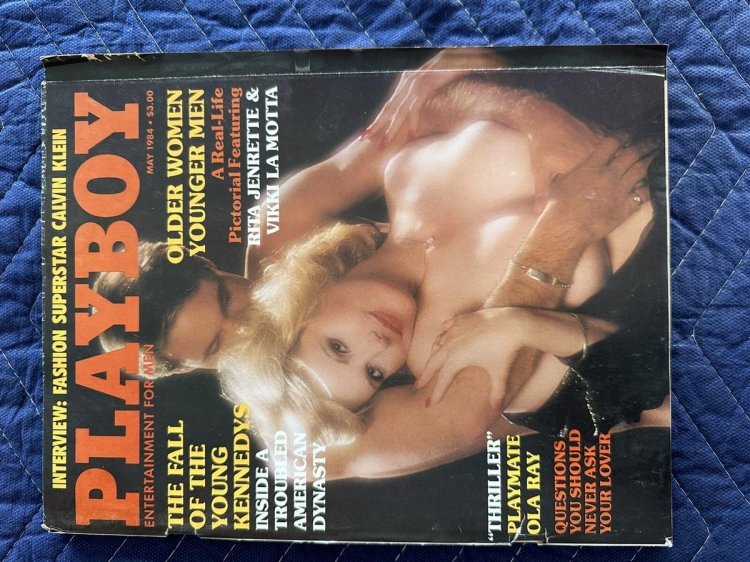 INTERVIEW: FASHION SUPERSTAR CALVIN KLEIN
PLAYBOY
ENTERTAINMENT FOR MEN
MAY 1984 • $3.00
OLDER WOMEN
YOUNGER MEN
A Real-Life
Pictorial Featuring
RITA JENRETTE &
VIKKI LA MOTTA
THE FALL
OF THE
YOUNG
KENNEDYS
INSIDE A
TROUBLED
AMERICAN
DYNASTY
"THRILLER"
PLAYMATE
OLA RAY
QUESTIONS
YOU SHOULD
NEVER ASK
YOUR LOVER